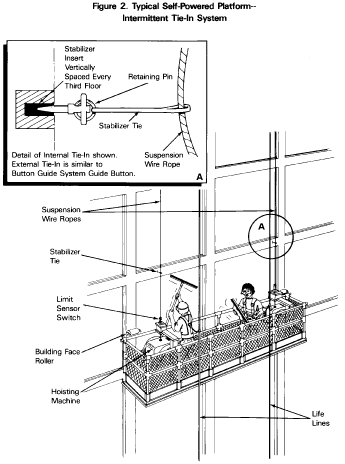 Figure 2. Typical Self-Powered Platform--
Intermittent Tie-In System
Stabilizer
Insert
Vertically
Spaced Every
Third Floor
Retaining Pin
Stabilizer Tie
Suspension
Wire Rope
Detail of Internal Tie-In shown.
External Tie-In is similar to
Button Guide System Guide Button.
A
Suspension
Wire Ropes
A
Stabilizer
Tie
Limit
Sensor
Switch
Building Face
Roller
Hoisting
Machine
Life
Lines